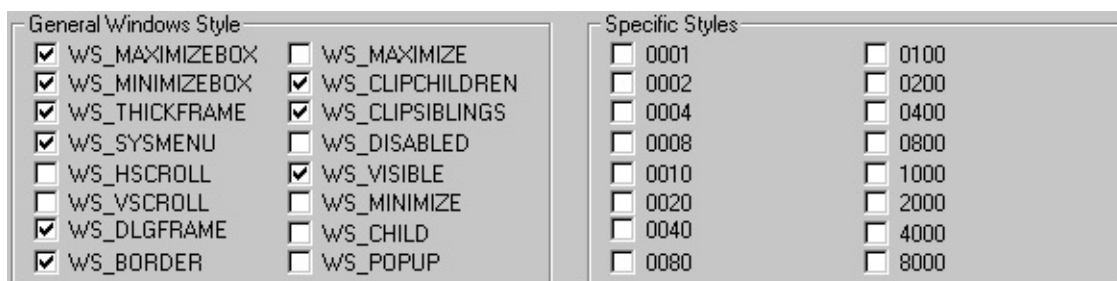 General Windows Style
WS_MAXIMIZEBOX
WS_MINIMIZEBOX
WS_THICKFRAME
WS_SYSMENU
WS_HSCROLL
WS_VSCROLL
WS_DLGFRAME
WS_BORDER
WS_MAXIMIZE
WS_CLIPCHILDREN
WS_CLIPSIBLINGS
WS_DISABLED
WS_VISIBLE
WS_MINIMIZE
WS_CHILD
WS_POPUP
Specific Styles
0001
0002
0004
0008
0010
0020
0040
0080
0100
0200
0400
0800
1000
2000
4000
8000